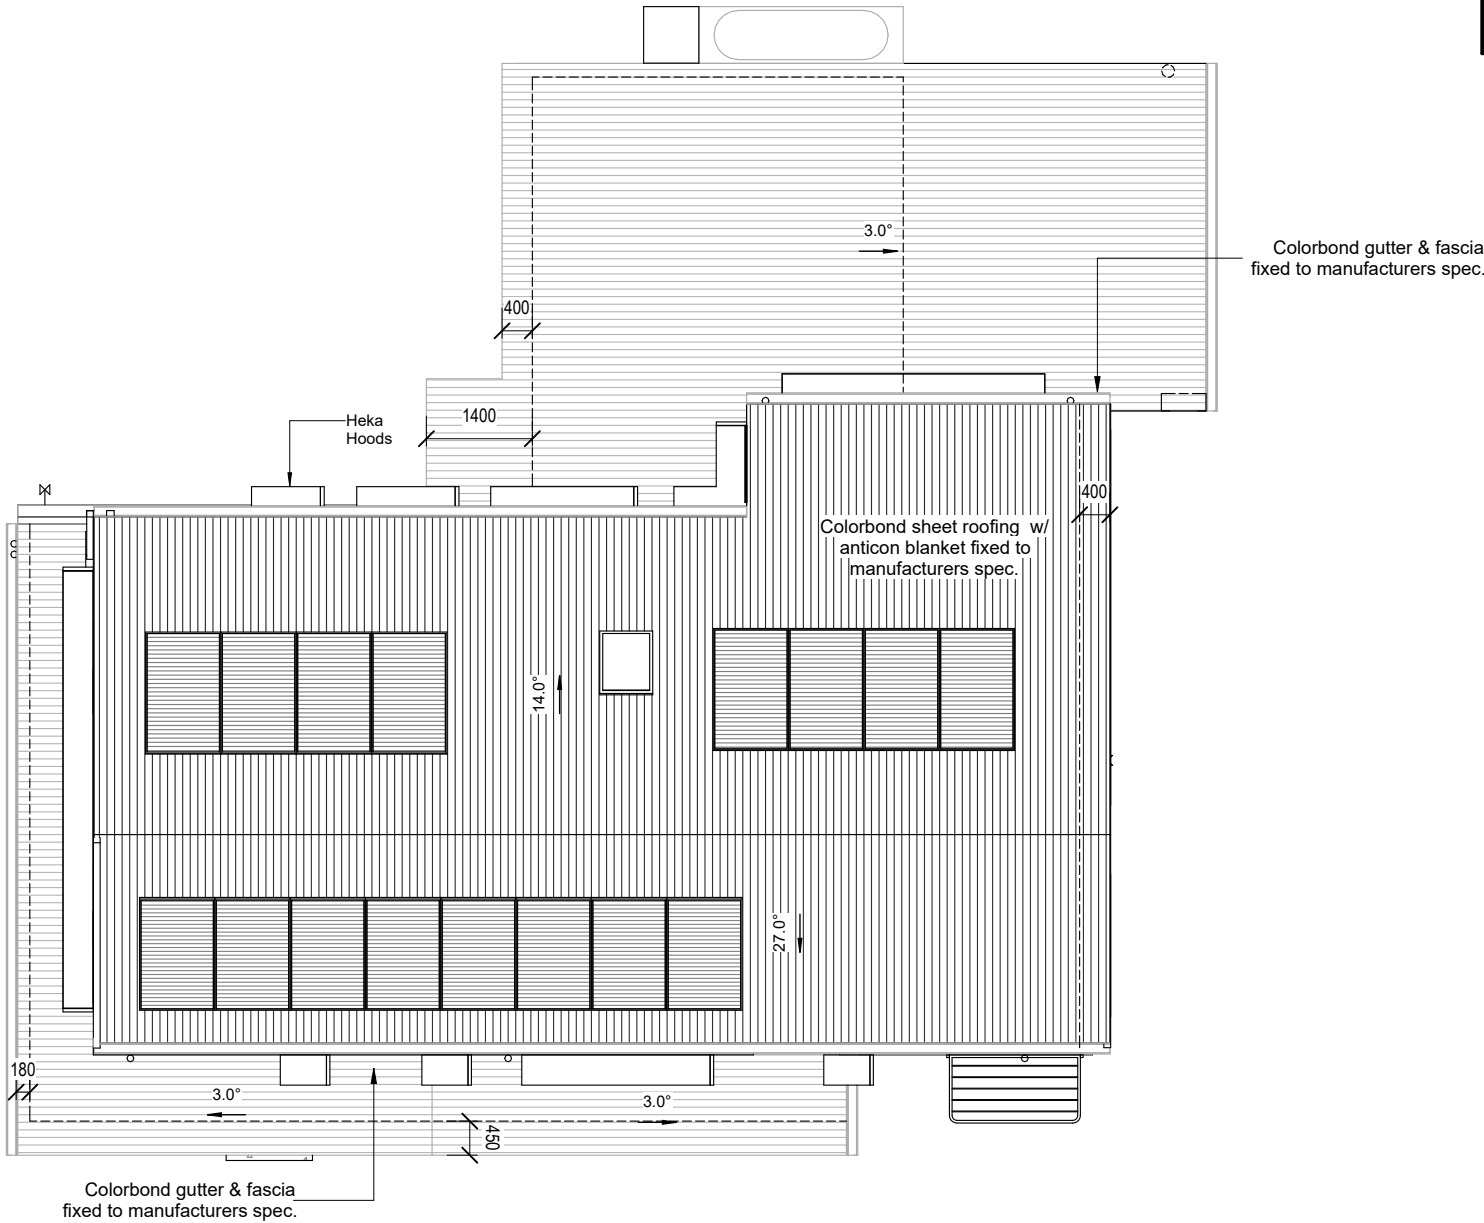 3.0°
Colorbond gutter & fascia
fixed to manufacturers spec.
400
1400
Heka
Hoods
400
Colorbond sheet roofing w/
anticon blanket fixed to
manufacturers spec.
14.0°
27.0°
180
3.0°
3.0°
450
Colorbond gutter & fascia
fixed to manufacturers spec.